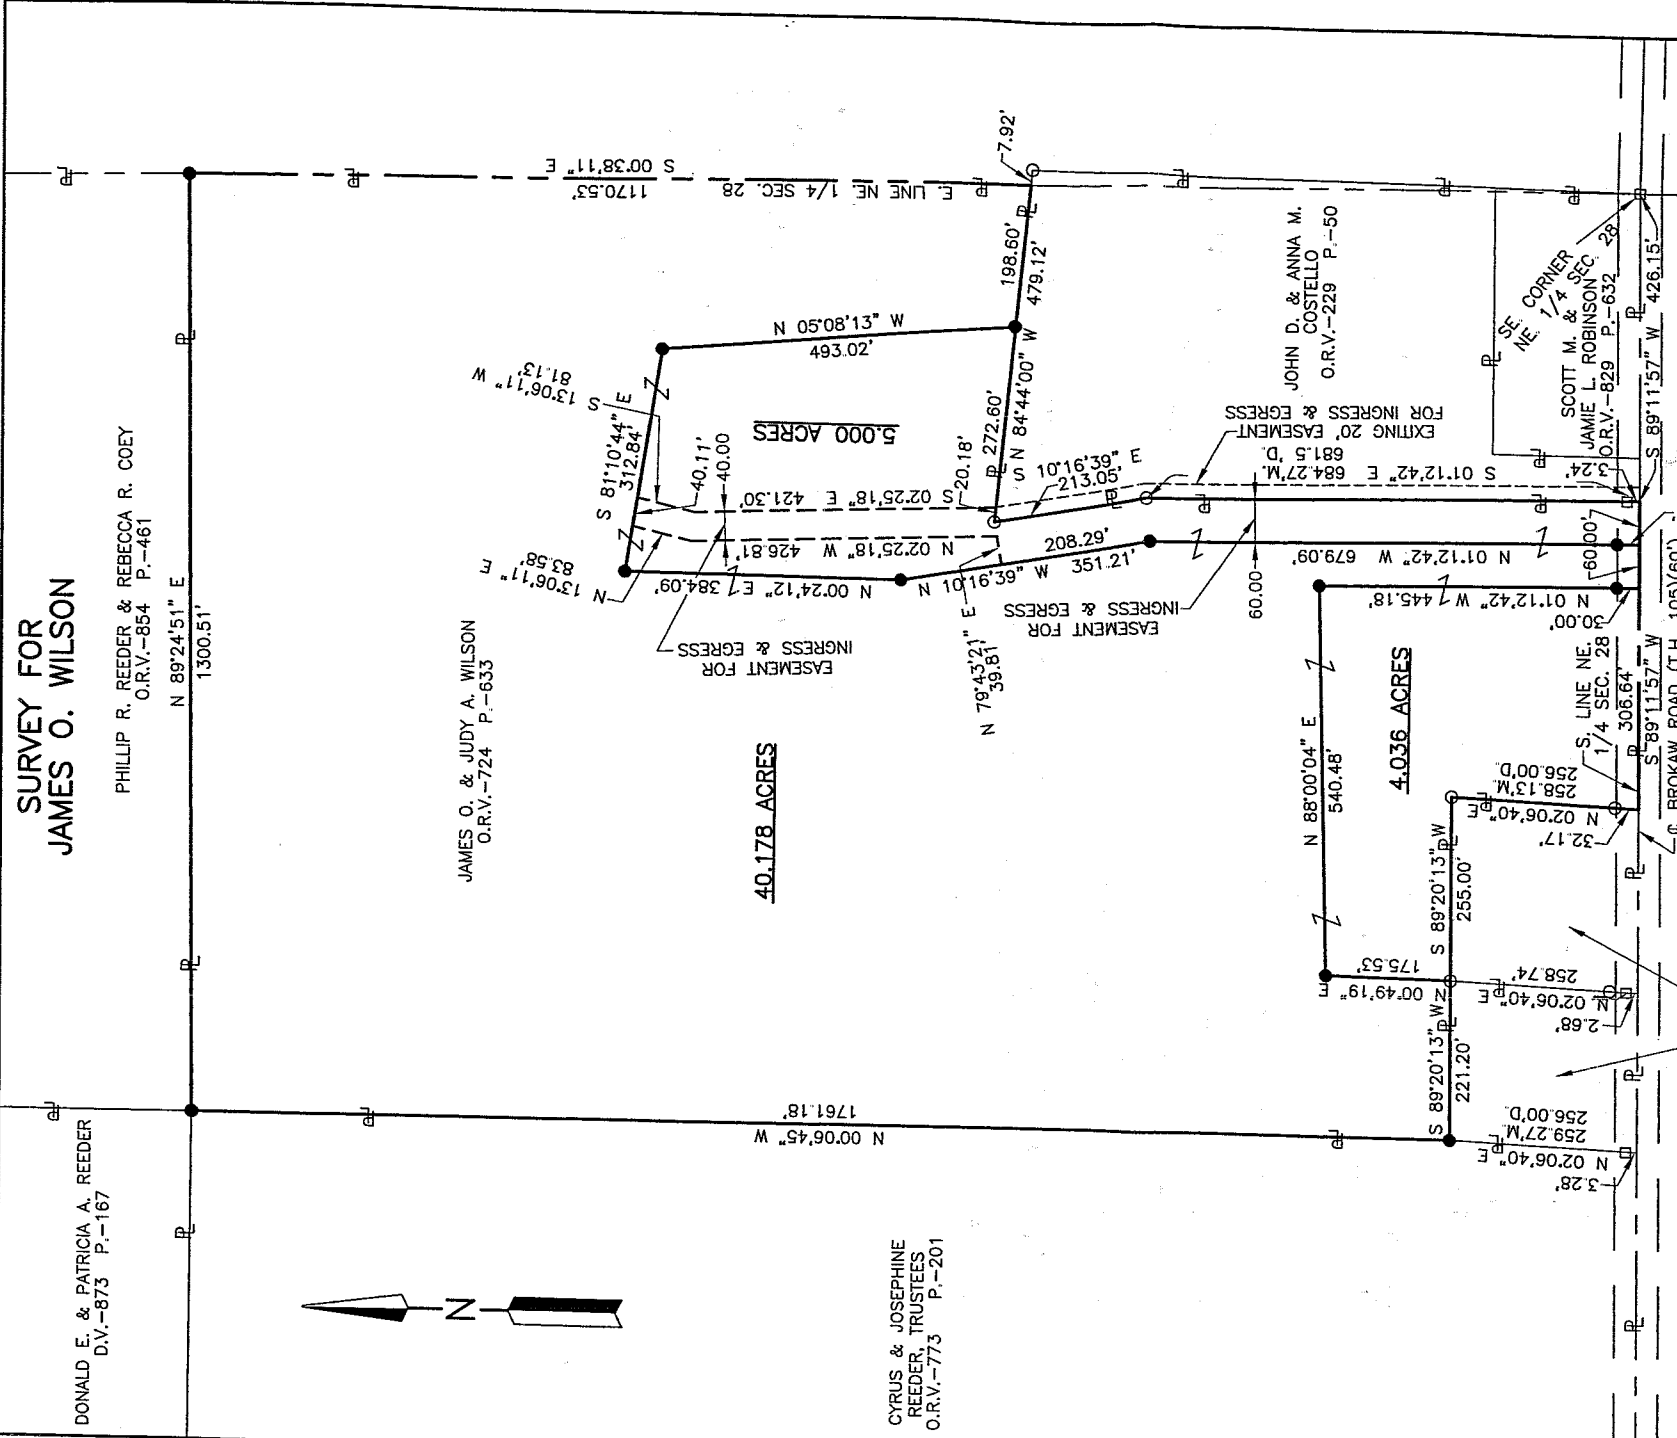 SURVEY FOR
JAMES O. WILSON
PHILLIP R. REEDER & REBECCA R. COEY
O.R.V.-854 P.-461
N 89°24'51" E
1300.51'
DONALD E. & PATRICIA A. REEDER
D.V.-873 P.-167
JAMES O. & JUDY A. WILSON
O.R.V.-724 P.-633
40.178 ACRES
CYRUS & JOSEPHINE
REEDER, TRUSTEES
O.R.V.-773 P.-201
N
N 00°06'45" W
1761.18'
S 00°38'11" E
1170.53'
E. LINE NE. 1/4 SEC. 28
7.92'
198.60'
479.12'
N 05°08'13" W
493.02'
S 13°06'11" W
81.13'
S 81°10'44" E
312.84'
5.000 ACRES
40.11'
40.00
S 02°25'18" E 421.30'
N 02°25'18" W 426.81'
20.18'
272.60'
N 84°44'00" W
S 10°16'39" E
213.05'
N 13°06'11" E
83.58'
N 00°24'12" E 384.09'
EASEMENT FOR
INGRESS & EGRESS
208.29'
N 10°16'39" W 351.21'
N 79°43'21" E
39.81'
EASEMENT FOR
INGRESS & EGRESS
60.00
EXITING 20' EASEMENT
FOR INGRESS & EGRESS
JOHN D. & ANNA M.
COSTELLO
O.R.V.-229 P.-50
681.5 'D.
S 01°12'42" E 684.27'M.
N 01°12'42" W 679.09'
N 01°12'42" W 445.18'
30.00'
60.00'
3.24'
SE. CORNER
NE. 1/4 SEC. 28
SCOTT M. &
JAMIE L. ROBINSON
O.R.V.-829 P.-632
S 89°11'57" W 426.15'
N 88°00'04" E
540.48'
4.036 ACRES
S. LINE NE.
1/4 SEC. 28
306.64'
S 89°11'57" W
256.00'D.
258.13'M.
N 02°06'40" E
32.17'
S 89°20'13" W
255.00'
175.53'
N 00°49'19" E
258.74'
N 02°06'40" E
2.68'
S 89°20'13" W
221.20'
256.00'D.
259.27'M.
N 02°06'40" E
3.28'
BROKAW ROAD (T.H. 105)(60')